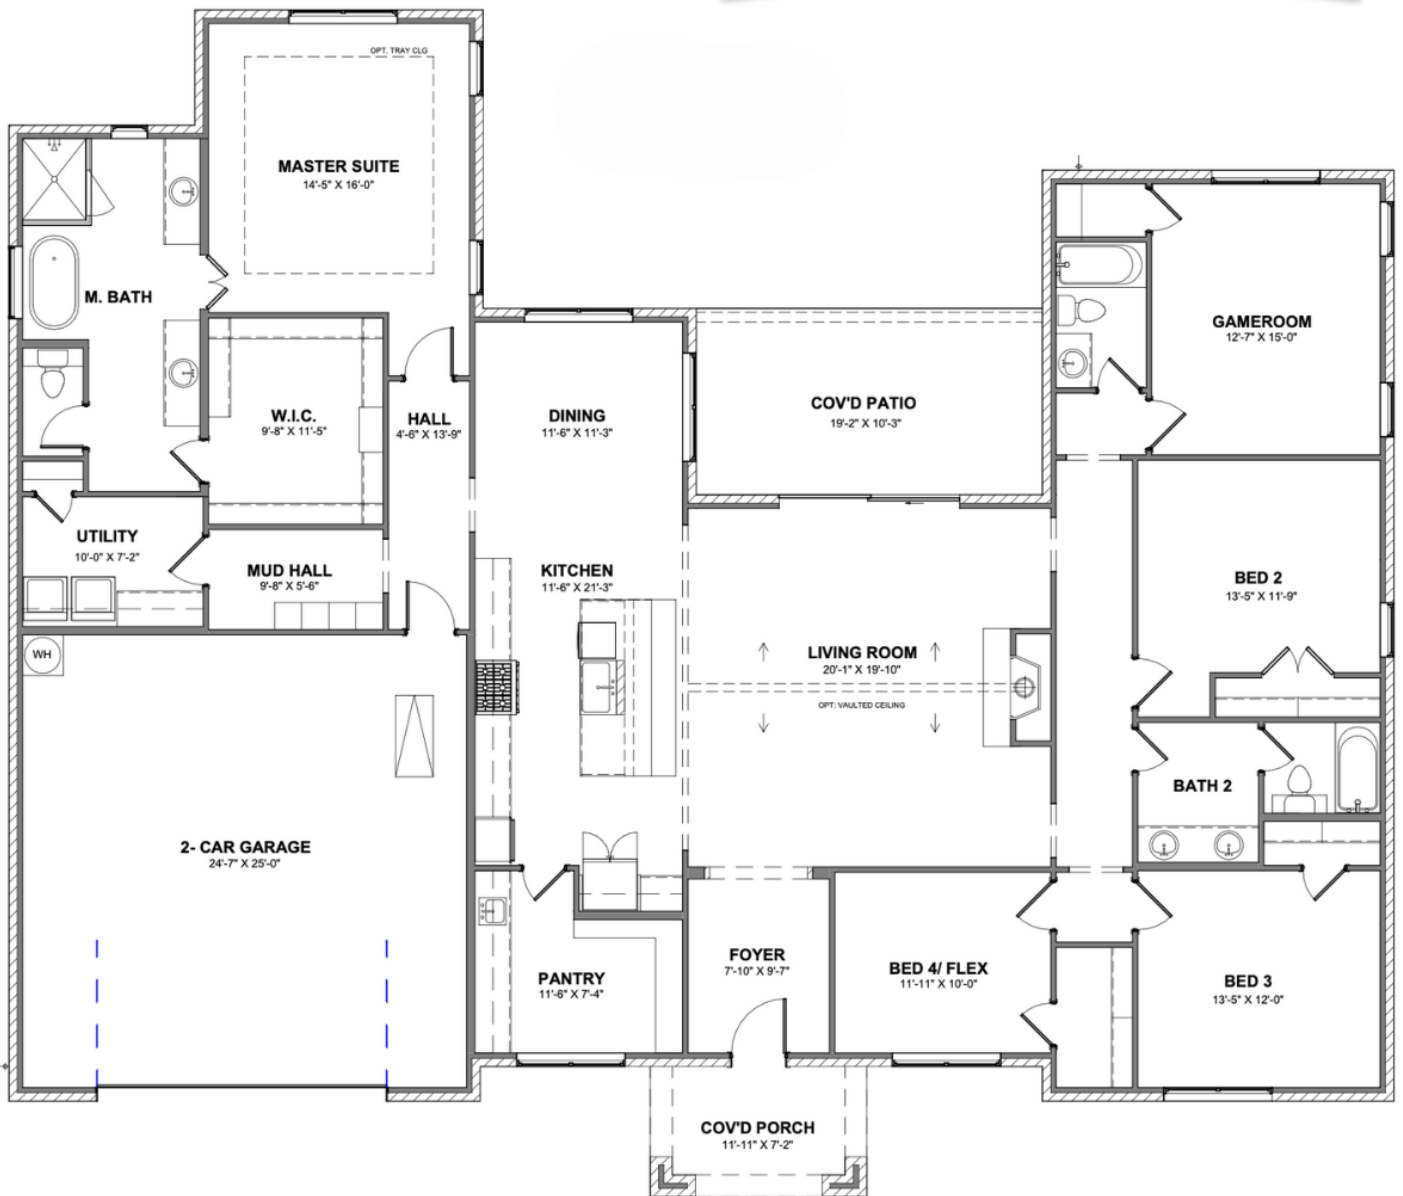 OPT. TRAY CLG
MASTER SUITE
14'-5" X 16'-0"
M. BATH
GAMEROOM
12'-7" X 15'-0"
W.I.C.
9'-8" X 11'-5"
HALL
4'-6" X 13'-9"
DINING
11'-6" X 11'-3"
COV'D PATIO
19'-2" X 10'-3"
UTILITY
10'-0" X 7'-2"
MUD HALL
9'-8" X 5'-6"
KITCHEN
11'-6" X 21'-3"
BED 2
13'-5" X 11'-9"
WH
LIVING ROOM
20'-1" X 19'-10"
OPT: VAULTED CEILING
BATH 2
2- CAR GARAGE
24'-7" X 25'-0"
PANTRY
11'-6" X 7'-4"
FOYER
7'-10" X 9'-7"
BED 4/ FLEX
11'-11" X 10'-0"
BED 3
13'-5" X 12'-0"
COV'D PORCH
11'-11" X 7'-2"